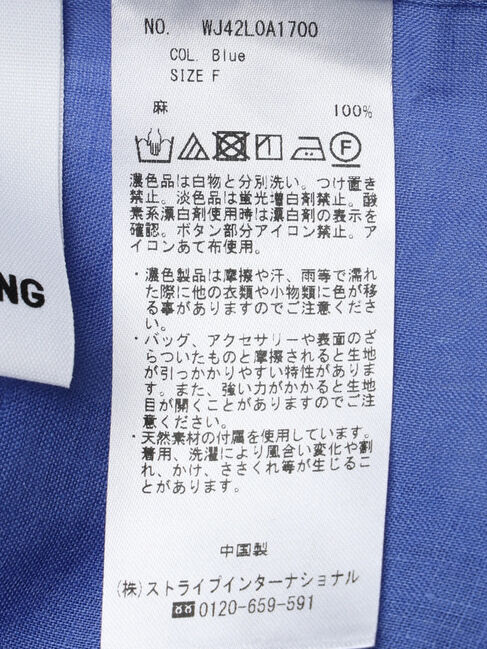 NO. WJ42L0A1700
COL. Blue
SIZE F
麻 100%
濃色品は白物と分別洗い。つけ置き
禁止。淡色品は蛍光増白剤禁止。酸
素系漂白剤使用時は漂白剤の表示を
確認。ボタン部分アイロン禁止。ア
イロンあて布使用。
・濃色製品は摩擦や汗、雨等で濡れ
た際に他の衣類や小物類に色が移
る事がありますのでご注意くださ
い。
・バッグ、アクセサリーや表面のざ
らついたものと摩擦されると生地
が引っかかりやすい特性がありま
す。また、強い力がかかると生地
目が開くことがありますのでご注
意ください。
・天然素材の付属を使用しています。
着用、洗濯により風合い変化や割
れ、かけ、ささくれ等が生じるこ
とがあります。
NG
中国製
(株)ストライプインターナショナル
0120-659-591